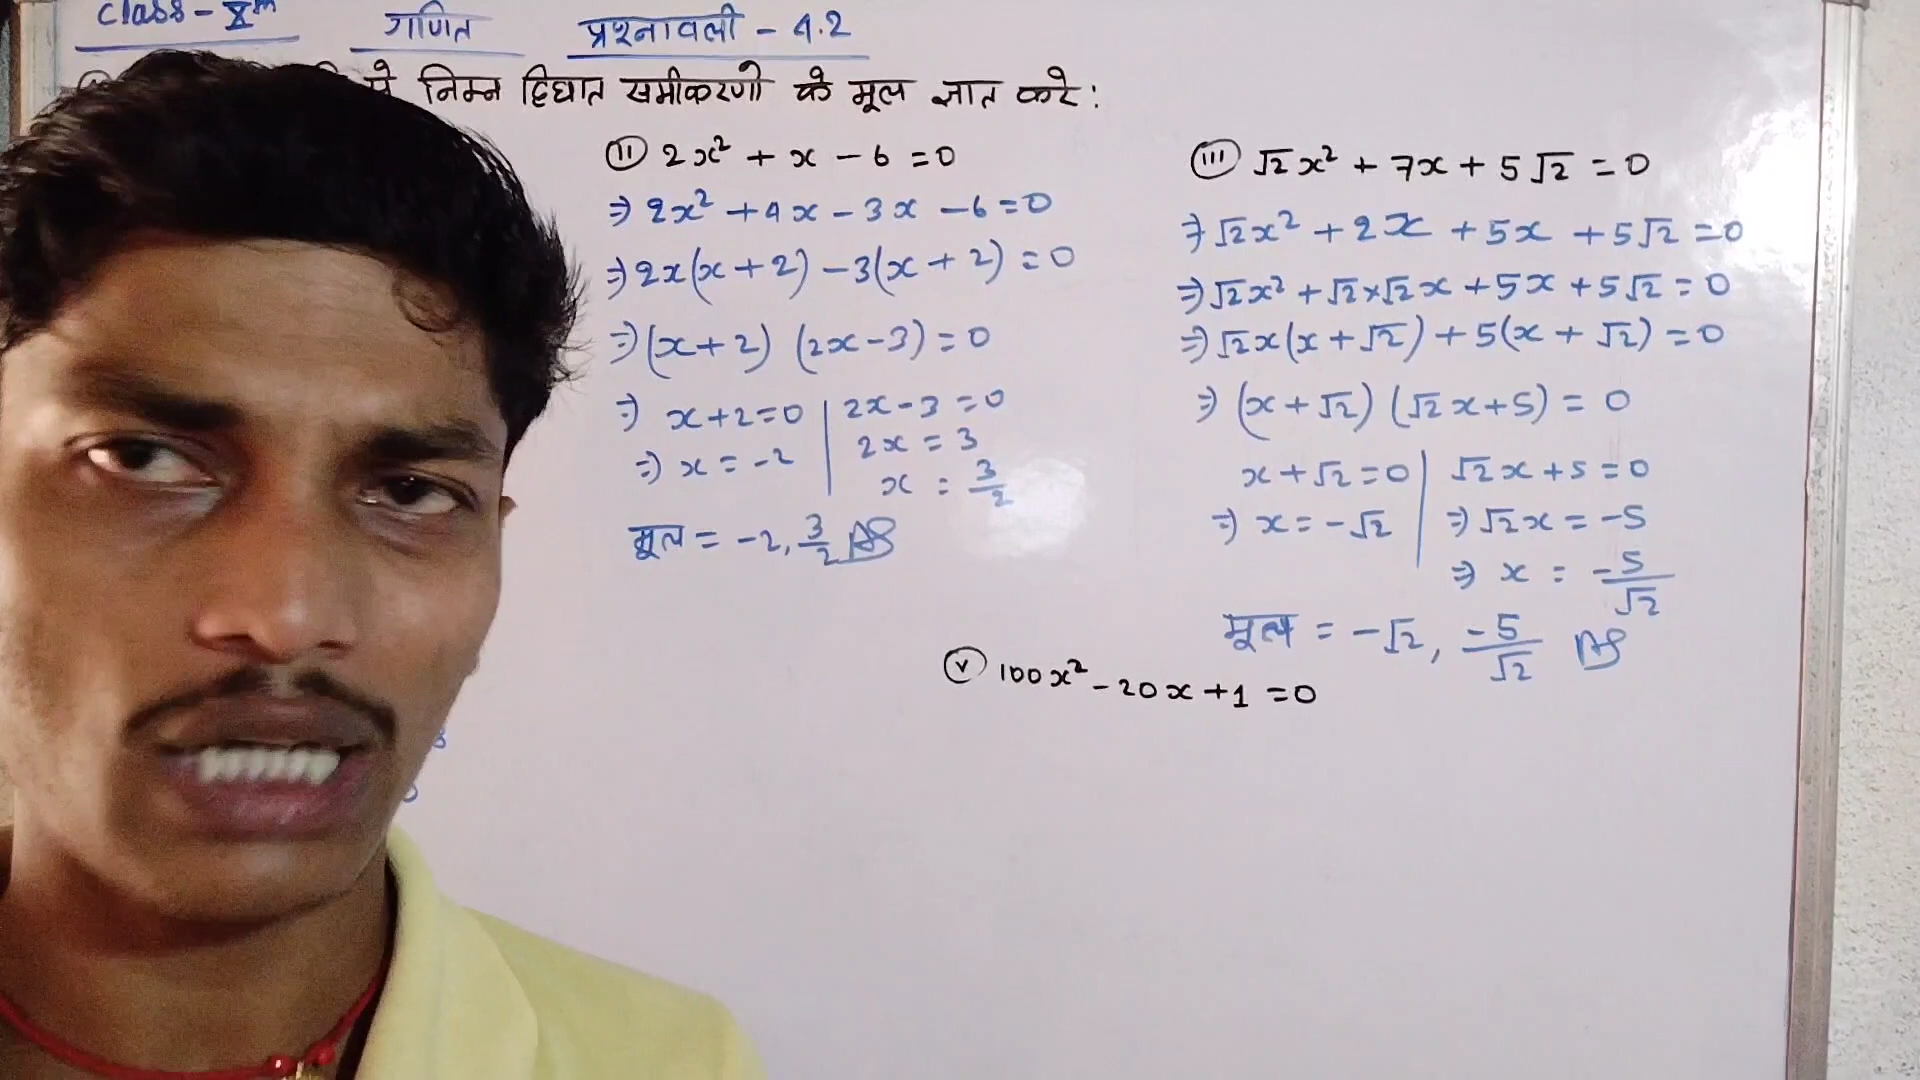 Class - Xth गणित प्रश्नावली - 4.2
से निम्न द्विघात समीकरणो के मूल ज्ञात करे :
(ii) 2x² + x - 6 = 0
⇒ 2x² + 4x - 3x - 6 = 0
⇒ 2x(x + 2) - 3(x + 2) = 0
⇒ (x + 2) (2x - 3) = 0
⇒ x + 2 = 0 | 2x - 3 = 0
⇒ x = -2 | 2x = 3
x = 3/2
मूल = -2, 3/2
(iii) √2x² + 7x + 5√2 = 0
⇒ √2x² + 2x + 5x + 5√2 = 0
⇒ √2x² + √2×√2x + 5x + 5√2 = 0
⇒ √2x(x + √2) + 5(x + √2) = 0
⇒ (x + √2) (√2x + 5) = 0
x + √2 = 0 | √2x + 5 = 0
⇒ x = -√2 | ⇒ √2x = -5
⇒ x = -5/√2
मूल = -√2, -5/√2
(v) 100x² - 20x + 1 = 0